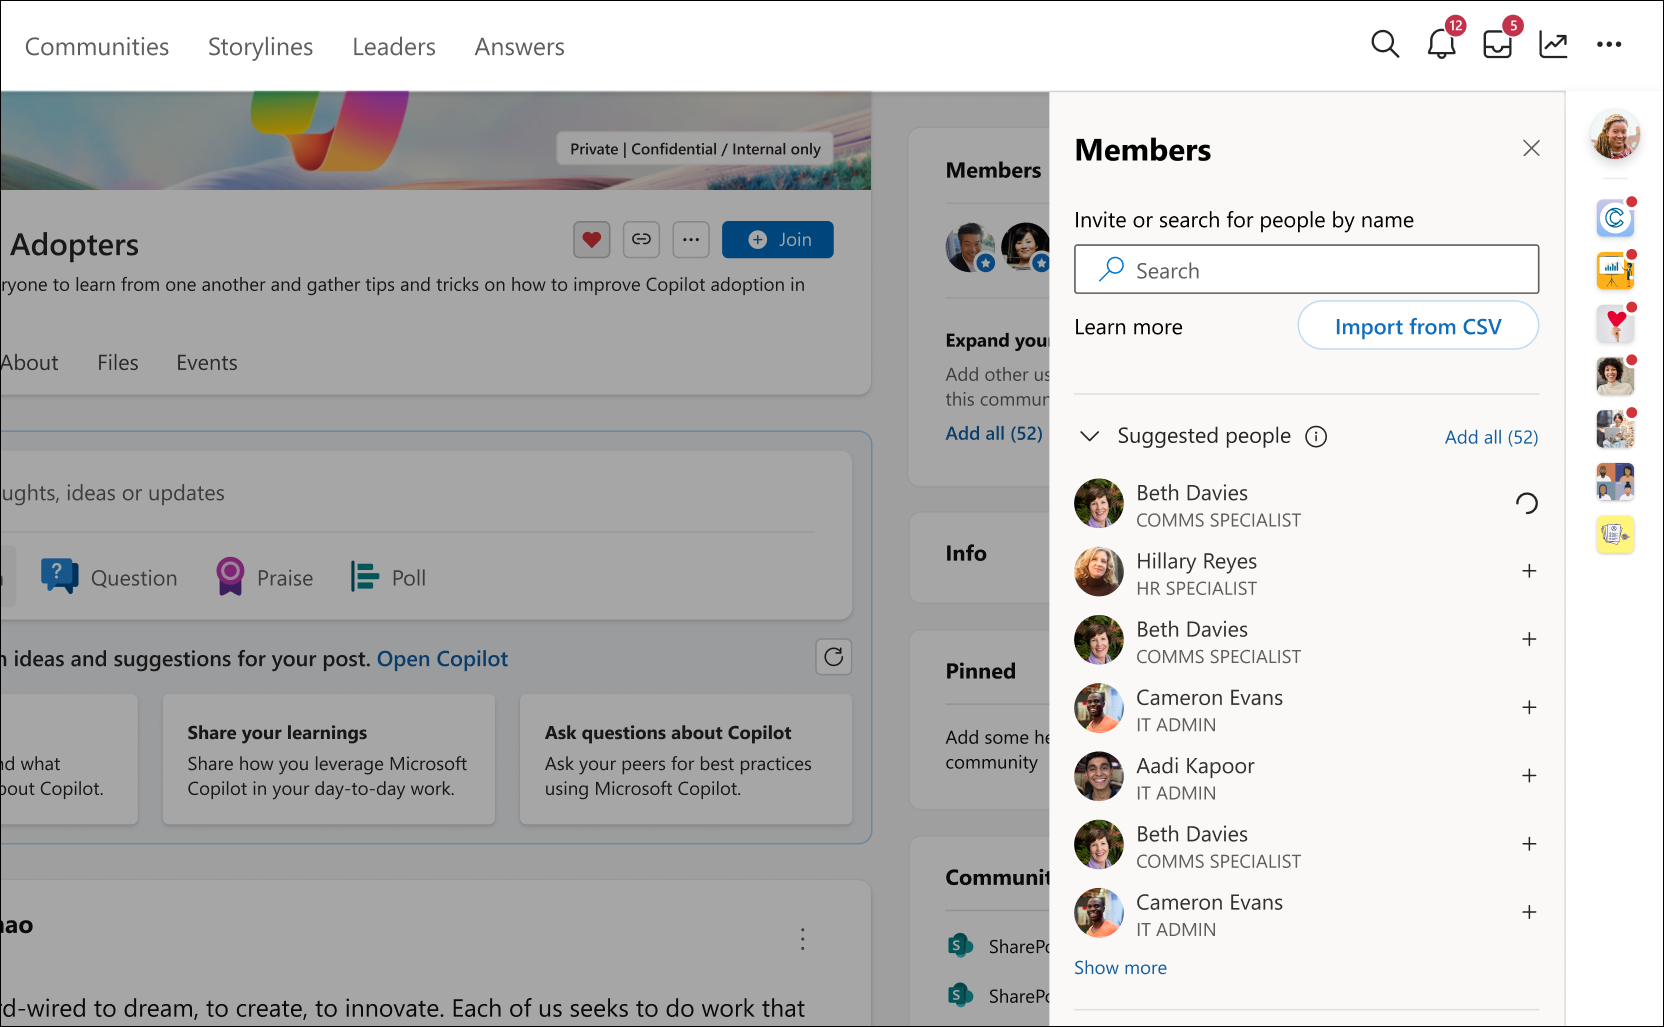 Communities Storylines Leaders Answers
12
5
Private | Confidential / Internal only
Adopters
Join
ryone to learn from one another and gather tips and tricks on how to improve Copilot adoption in
About Files Events
ughts, ideas or updates
Question Praise Poll
ideas and suggestions for your post. Open Copilot
nd what
bout Copilot.
Share your learnings
Share how you leverage Microsoft
Copilot in your day-to-day work.
Ask questions about Copilot
Ask your peers for best practices
using Microsoft Copilot.
nao
d-wired to dream, to create, to innovate. Each of us seeks to do work that
Members
Expand your
Add other us
this commun
Add all (52)
Info
Pinned
Add some he
community
Communit
S SharePo
S SharePo
Members
Invite or search for people by name
Search
Learn more
Import from CSV
Suggested people
Add all (52)
Beth Davies
COMMS SPECIALIST
Hillary Reyes
HR SPECIALIST
Beth Davies
COMMS SPECIALIST
Cameron Evans
IT ADMIN
Aadi Kapoor
IT ADMIN
Beth Davies
COMMS SPECIALIST
Cameron Evans
IT ADMIN
Show more